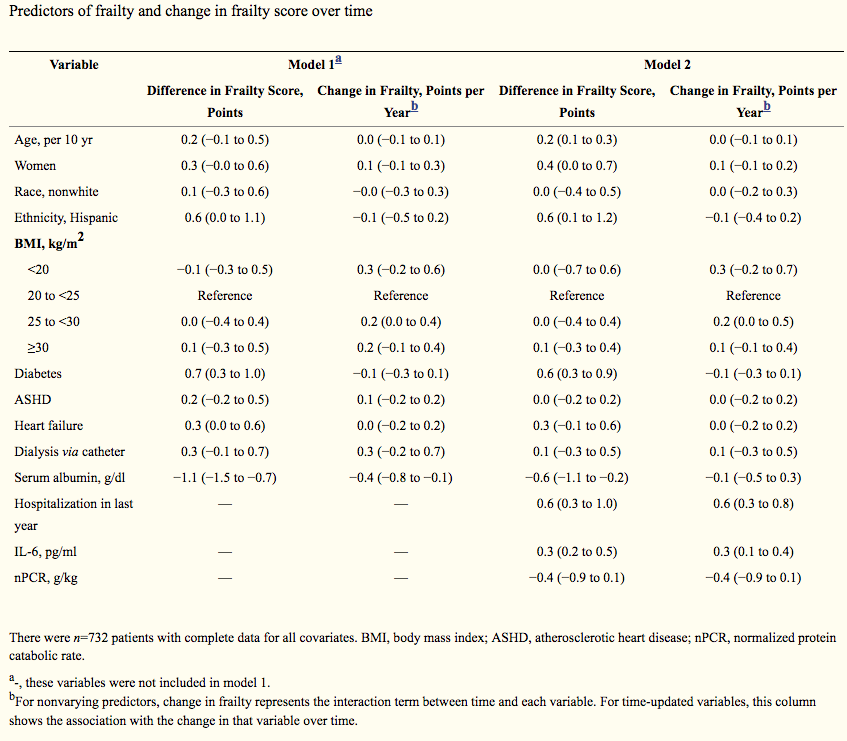 Predictors of frailty and change in frailty score over time
Variable Model 1a Model 2
Difference in Frailty Score, Change in Frailty, Points per Difference in Frailty Score, Change in Frailty, Points per
Points Yearb Points Yearb
Age, per 10 yr 0.2 (−0.1 to 0.5) 0.0 (−0.1 to 0.1) 0.2 (0.1 to 0.3) 0.0 (−0.1 to 0.1)
Women 0.3 (−0.0 to 0.6) 0.1 (−0.1 to 0.3) 0.4 (0.0 to 0.7) 0.1 (−0.1 to 0.2)
Race, nonwhite 0.1 (−0.3 to 0.6) −0.0 (−0.3 to 0.3) 0.0 (−0.4 to 0.5) 0.0 (−0.2 to 0.3)
Ethnicity, Hispanic 0.6 (0.0 to 1.1) −0.1 (−0.5 to 0.2) 0.6 (0.1 to 1.2) −0.1 (−0.4 to 0.2)
BMI, kg/m2
<20 −0.1 (−0.3 to 0.5) 0.3 (−0.2 to 0.6) 0.0 (−0.7 to 0.6) 0.3 (−0.2 to 0.7)
20 to <25 Reference Reference Reference Reference
25 to <30 0.0 (−0.4 to 0.4) 0.2 (0.0 to 0.4) 0.0 (−0.4 to 0.4) 0.2 (0.0 to 0.5)
≥30 0.1 (−0.3 to 0.5) 0.2 (−0.1 to 0.4) 0.1 (−0.3 to 0.4) 0.1 (−0.1 to 0.4)
Diabetes 0.7 (0.3 to 1.0) −0.1 (−0.3 to 0.1) 0.6 (0.3 to 0.9) −0.1 (−0.3 to 0.1)
ASHD 0.2 (−0.2 to 0.5) 0.1 (−0.2 to 0.2) 0.0 (−0.2 to 0.2) 0.0 (−0.2 to 0.2)
Heart failure 0.3 (0.0 to 0.6) 0.0 (−0.2 to 0.2) 0.3 (−0.1 to 0.6) 0.0 (−0.2 to 0.2)
Dialysis via catheter 0.3 (−0.1 to 0.7) 0.3 (−0.2 to 0.7) 0.1 (−0.3 to 0.5) 0.1 (−0.3 to 0.5)
Serum albumin, g/dl −1.1 (−1.5 to −0.7) −0.4 (−0.8 to −0.1) −0.6 (−1.1 to −0.2) −0.1 (−0.5 to 0.3)
Hospitalization in last — — 0.6 (0.3 to 1.0) 0.6 (0.3 to 0.8)
year
IL-6, pg/ml — — 0.3 (0.2 to 0.5) 0.3 (0.1 to 0.4)
nPCR, g/kg — — −0.4 (−0.9 to 0.1) −0.4 (−0.9 to 0.1)
There were n=732 patients with complete data for all covariates. BMI, body mass index; ASHD, atherosclerotic heart disease; nPCR, normalized protein
catabolic rate.
a-, these variables were not included in model 1.
bFor nonvarying predictors, change in frailty represents the interaction term between time and each variable. For time-updated variables, this column
shows the association with the change in that variable over time.